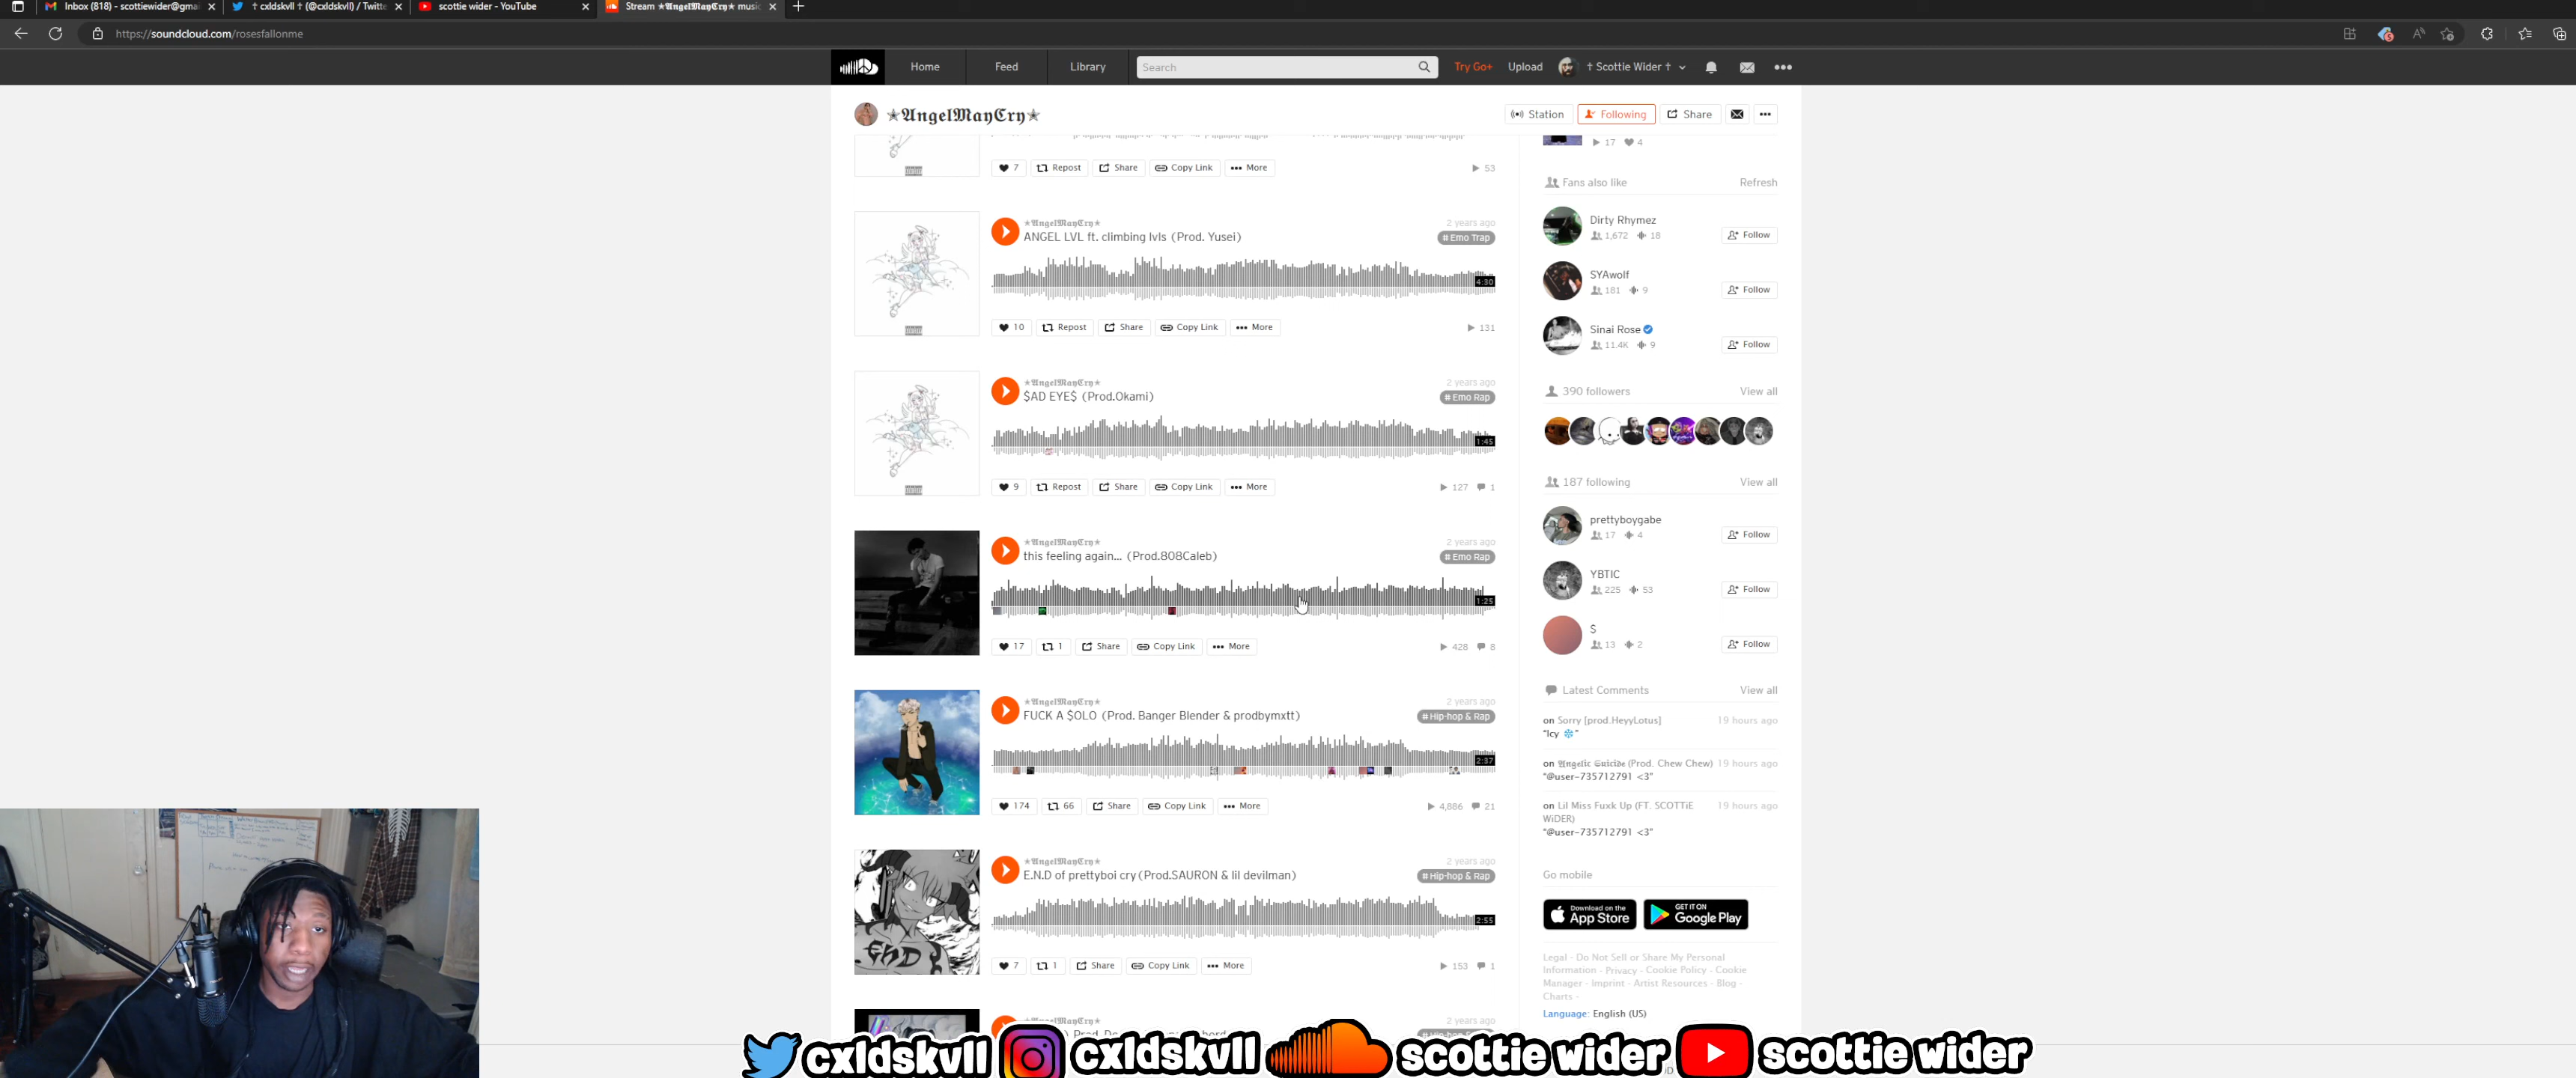 Inbox (818) - scottiewider@gmai
† cxldskvll † (@cxldskvll) / Twitte
scottie wider - YouTube
Stream ★𝕬𝖓𝖌𝖊𝖑𝕸𝖆𝖞𝕮𝖗𝖞★ music
https://soundcloud.com/rosesfallonme
Home
Feed
Library
Search
Try Go+
Upload
† Scottie Wider †
★𝕬𝖓𝖌𝖊𝖑𝕸𝖆𝖞𝕮𝖗𝖞★
Station
Following
Share
7
Repost
Share
Copy Link
More
53
★𝕬𝖓𝖌𝖊𝖑𝕸𝖆𝖞𝕮𝖗𝖞★
2 years ago
ANGEL LVL ft. climbing lvls (Prod. Yusei)
# Emo Trap
4:30
10
Repost
Share
Copy Link
More
131
★𝕬𝖓𝖌𝖊𝖑𝕸𝖆𝖞𝕮𝖗𝖞★
2 years ago
$AD EYE$ (Prod.Okami)
# Emo Rap
1:45
9
Repost
Share
Copy Link
More
127
1
★𝕬𝖓𝖌𝖊𝖑𝕸𝖆𝖞𝕮𝖗𝖞★
2 years ago
this feeling again... (Prod.808Caleb)
# Emo Rap
1:25
17
1
Share
Copy Link
More
428
8
★𝕬𝖓𝖌𝖊𝖑𝕸𝖆𝖞𝕮𝖗𝖞★
2 years ago
FUCK A $OLO (Prod. Banger Blender & prodbymxtt)
# Hip-hop & Rap
2:37
174
66
Share
Copy Link
More
4,886
21
★𝕬𝖓𝖌𝖊𝖑𝕸𝖆𝖞𝕮𝖗𝖞★
2 years ago
E.N.D of prettyboi cry (Prod.SAURON & lil devilman)
# Hip-hop & Rap
2:55
7
1
Share
Copy Link
More
153
1
★𝕬𝖓𝖌𝖊𝖑𝕸𝖆𝖞𝕮𝖗𝖞★
2 years ago
17
4
Fans also like
Refresh
Dirty Rhymez
1,672
18
Follow
SYAwolf
181
9
Follow
Sinai Rose
11.4K
9
Follow
390 followers
View all
187 following
View all
prettyboygabe
17
4
Follow
YBTIC
225
53
Follow
$
13
2
Follow
Latest Comments
View all
on Sorry [prod.HeyyLotus]
19 hours ago
"Icy ❄"
on 𝕬𝖓𝖌𝖊𝖑𝖎𝖈 𝕾𝖚𝖎𝖈𝖎𝖉𝖊 (Prod. Chew Chew)
19 hours ago
"@user-735712791 <3"
on Lil Miss Fuxk Up (FT. SCOTTiE
19 hours ago
WiDER)
"@user-735712791 <3"
Go mobile
Download on the
App Store
GET IT ON
Google Play
Legal - Do Not Sell or Share My Personal
Information - Privacy - Cookie Policy - Cookie
Manager - Imprint - Artist Resources - Blog -
Charts -
Language: English (US)
cxldskvll
cxldskvll
scottie wider
scottie wider